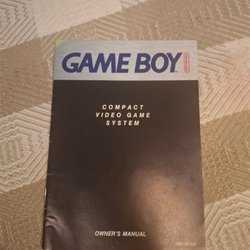 GAME BOY
COMPACT
VIDEO GAME
SYSTEM
OWNER'S MANUAL